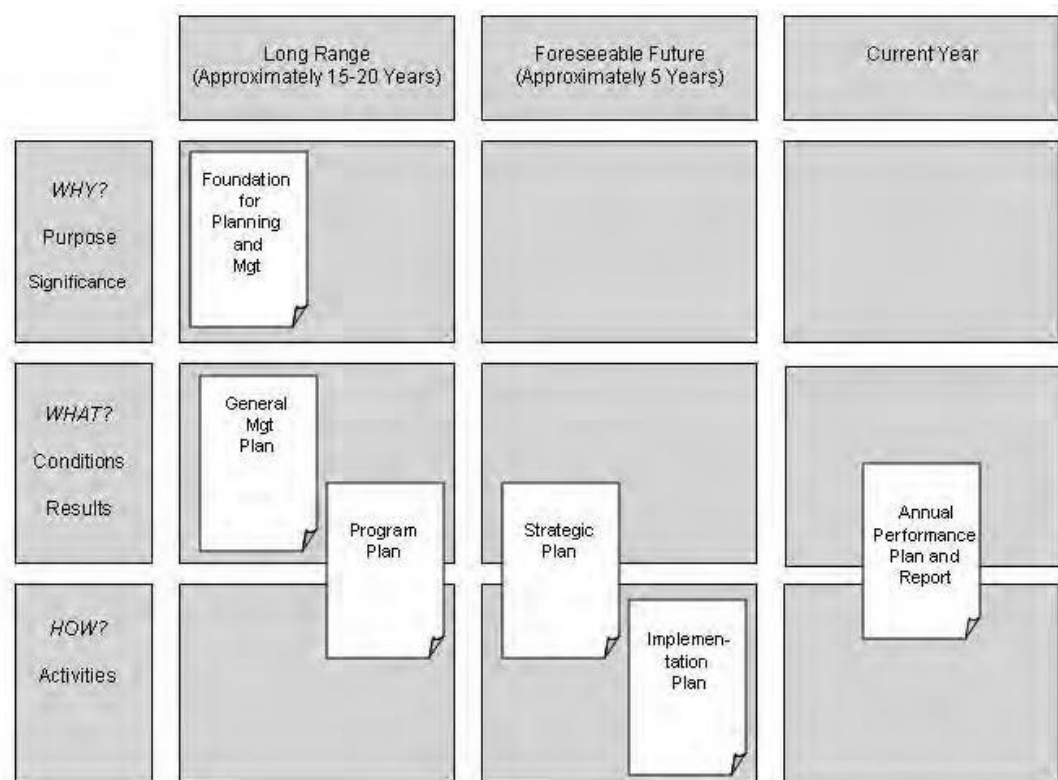 Long Range
(Approximately 15-20 Years)
Foreseeable Future
(Approximately 5 Years)
Current Year
WHY?
Purpose
Significance
Foundation
for
Planning
and
Mgt
WHAT?
Conditions
Results
General
Mgt
Plan
Program
Plan
Strategic
Plan
Annual
Performance
Plan and
Report
HOW?
Activities
Implemen-
tation
Plan